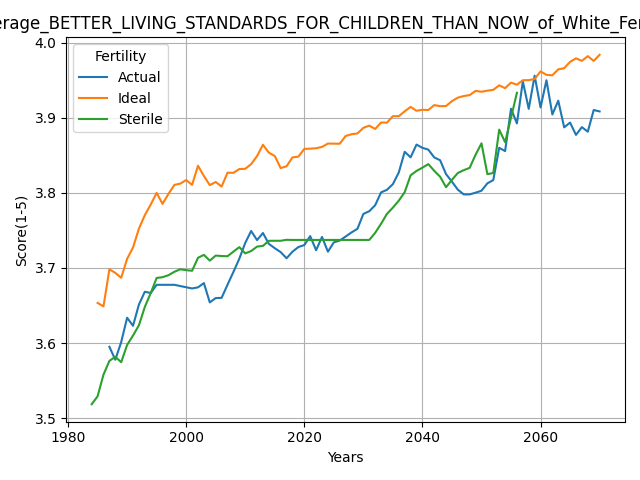 erage_BETTER_LIVING_STANDARDS_FOR_CHILDREN_THAN_NOW_of_White_Fer
Fertility
Actual
Ideal
Sterile
4.0
3.9
3.8
3.7
3.6
3.5
Score(1-5)
1980
2000
2020
2040
2060
Years